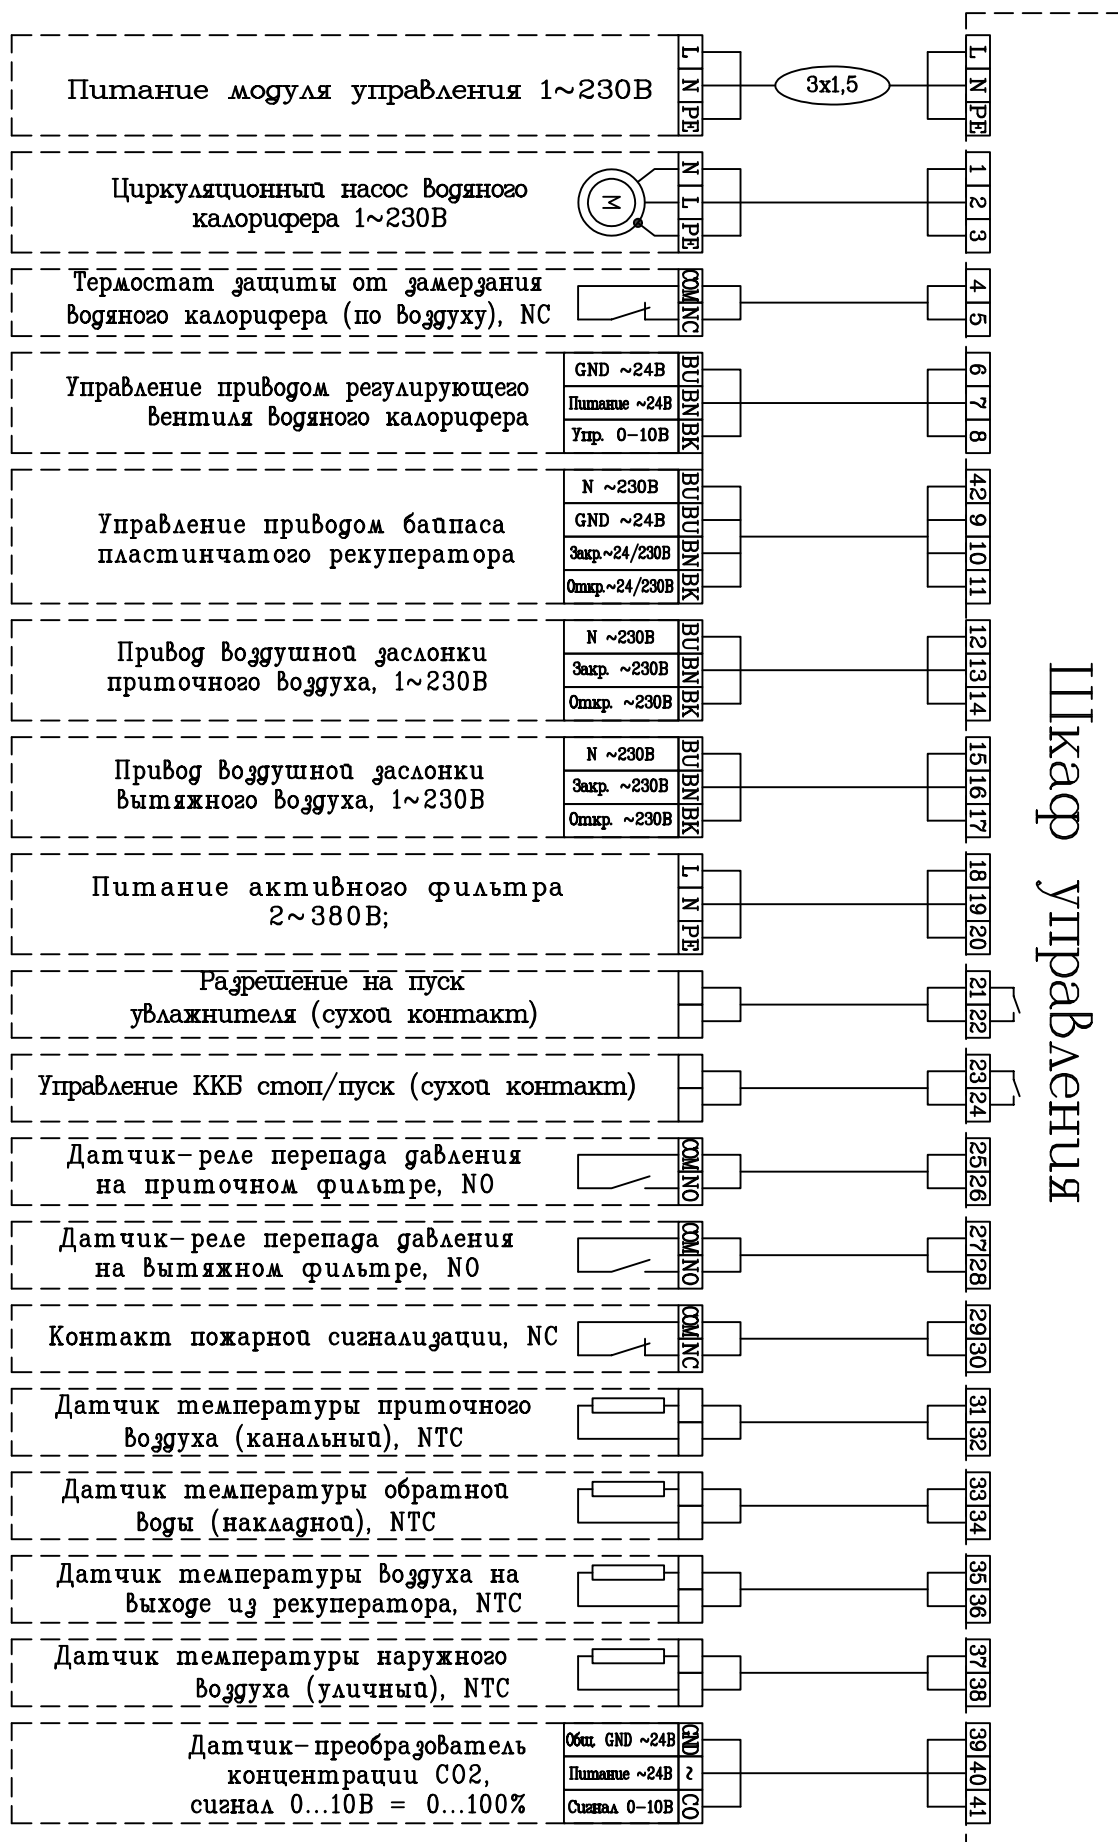 Питание модуля управления 1~230В
L
N
PE
3х1,5
L
N
PE
Циркуляционный насос водяного
калорифера 1~230В
M
N
L
PE
1
2
3
Термостат защиты от замерзания
водяного калорифера (по воздуху), NC
COM
NC
4
5
Управление приводом регулирующего
вентиля водяного калорифера
GND ~24В
BU
Питание ~24В
BN
Упр. 0-10В
BK
6
7
8
Управление приводом байпаса
пластинчатого рекуператора
N ~230В
BU
GND ~24В
BU
Закр.~24/230В
BN
Откр.~24/230В
BK
42
9
10
11
Привод воздушной заслонки
приточного воздуха, 1~230В
N ~230В
BU
Закр. ~230В
BN
Откр. ~230В
BK
12
13
14
Привод воздушной заслонки
вытяжного воздуха, 1~230В
N ~230В
BU
Закр. ~230В
BN
Откр. ~230В
BK
15
16
17
Питание активного фильтра
2~380В;
L
N
PE
18
19
20
Разрешение на пуск
увлажнителя (сухой контакт)
21
22
Управление ККБ стоп/пуск (сухой контакт)
23
24
Датчик-реле перепада давления
на приточном фильтре, NO
COM
NO
25
26
Датчик-реле перепада давления
на вытяжном фильтре, NO
COM
NO
27
28
Контакт пожарной сигнализации, NC
COM
NC
29
30
Датчик температуры приточного
воздуха (канальный), NTC
31
32
Датчик температуры обратной
воды (накладной), NTC
33
34
Датчик температуры воздуха на
выходе из рекуператора, NTC
35
36
Датчик температуры наружного
воздуха (уличный), NTC
37
38
Датчик-преобразователь
концентрации CO2,
сигнал 0...10В = 0...100%
Общ. GND ~24В
GND
Питание ~24В
~
Сигнал 0-10В
CO
39
40
41
Шкаф управления